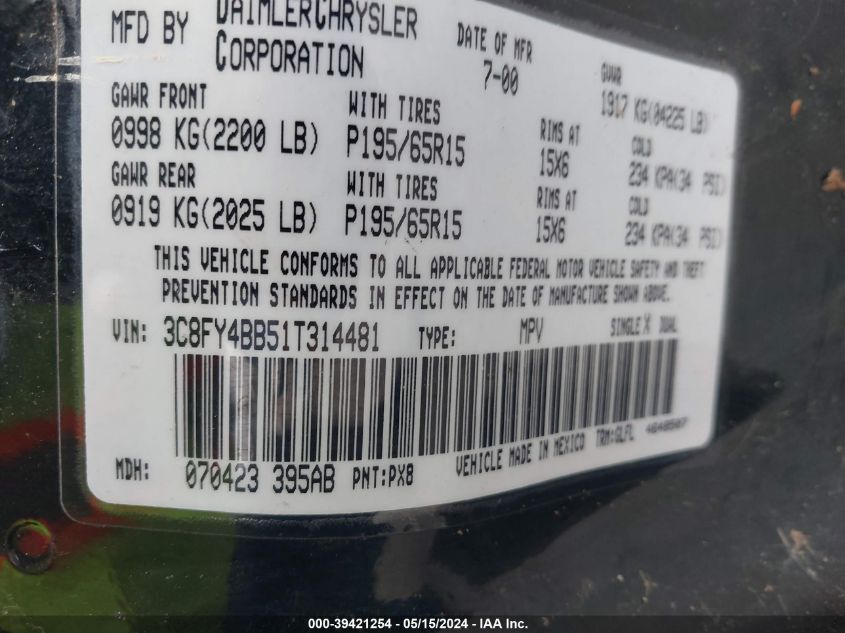 MFD BY DAIMLERCHRYSLER CORPORATION DATE OF MFR 7-00 GVWR 1917 KG(04225 LB)
GAWR FRONT WITH TIRES RIMS AT COLD
0998 KG(2200 LB) P195/65R15 15X6 234 KPA(34 PSI)
GAWR REAR WITH TIRES RIMS AT COLD
0919 KG(2025 LB) P195/65R15 15X6 234 KPA(34 PSI)
THIS VEHICLE CONFORMS TO ALL APPLICABLE FEDERAL MOTOR VEHICLE SAFETY AND THEFT
PREVENTION STANDARDS IN EFFECT ON THE DATE OF MANUFACTURE SHOWN ABOVE.
VIN: 3C8FY4BB51T314481 TYPE: MPV SINGLE X DUAL
MDH: 070423 395AB PNT:PX8 VEHICLE MADE IN MEXICO TRM:GLFL 4648507
000-39421254 - 05/15/2024 - IAA Inc.